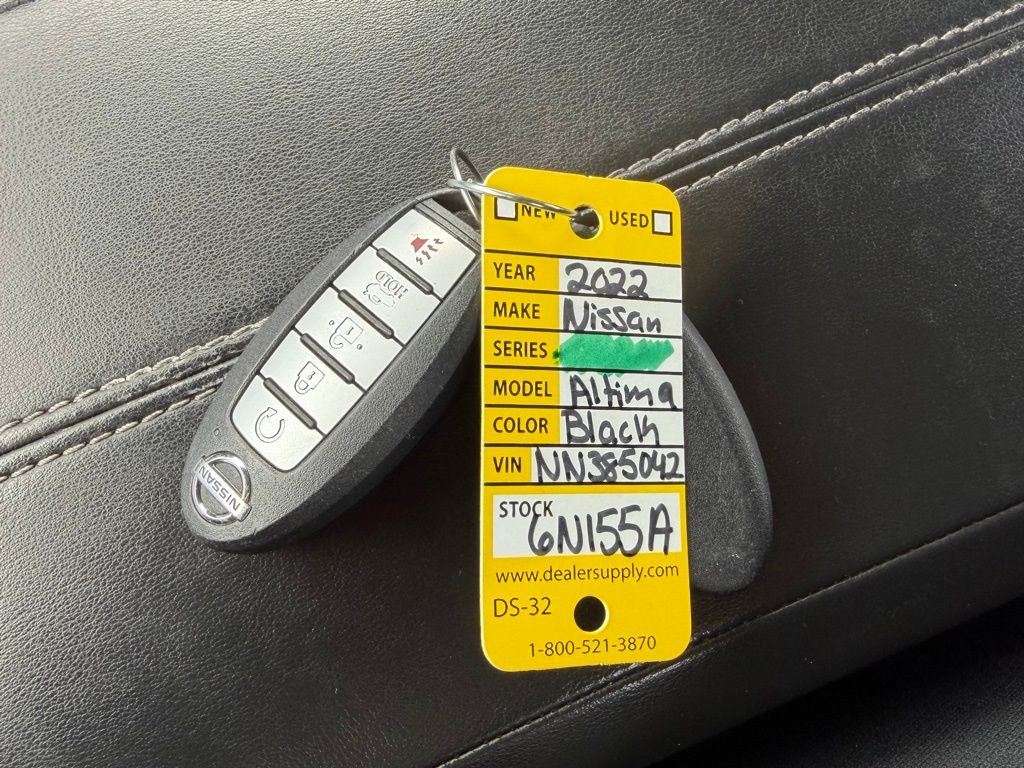 NEW USED
YEAR 2022
MAKE Nissan
SERIES
MODEL Altima
COLOR Black
VIN NN385042
STOCK 6N155A
www.dealersupply.com
DS-32
1-800-521-3870
HOLD
NISSAN